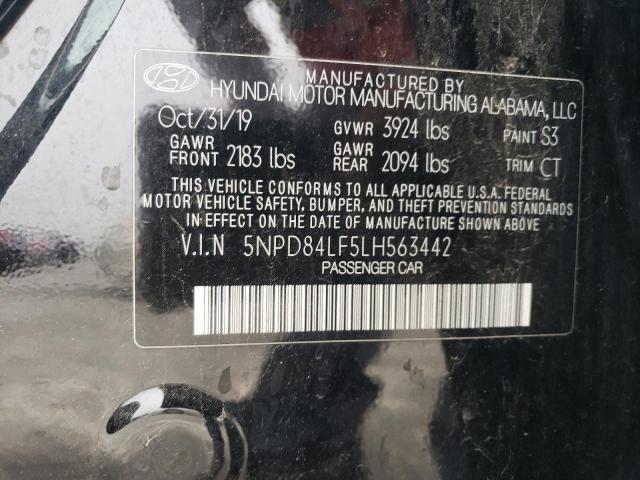 MANUFACTURED BY
HYUNDAI MOTOR MANUFACTURING ALABAMA, LLC
Oct/31/19 GVWR 3924 lbs PAINT S3
GAWR FRONT 2183 lbs GAWR REAR 2094 lbs TRIM CT
THIS VEHICLE CONFORMS TO ALL APPLICABLE U.S.A. FEDERAL
MOTOR VEHICLE SAFETY, BUMPER, AND THEFT PREVENTION STANDARDS
IN EFFECT ON THE DATE OF MANUFACTURE SHOWN ABOVE.
V.I.N 5NPD84LF5LH563442
PASSENGER CAR